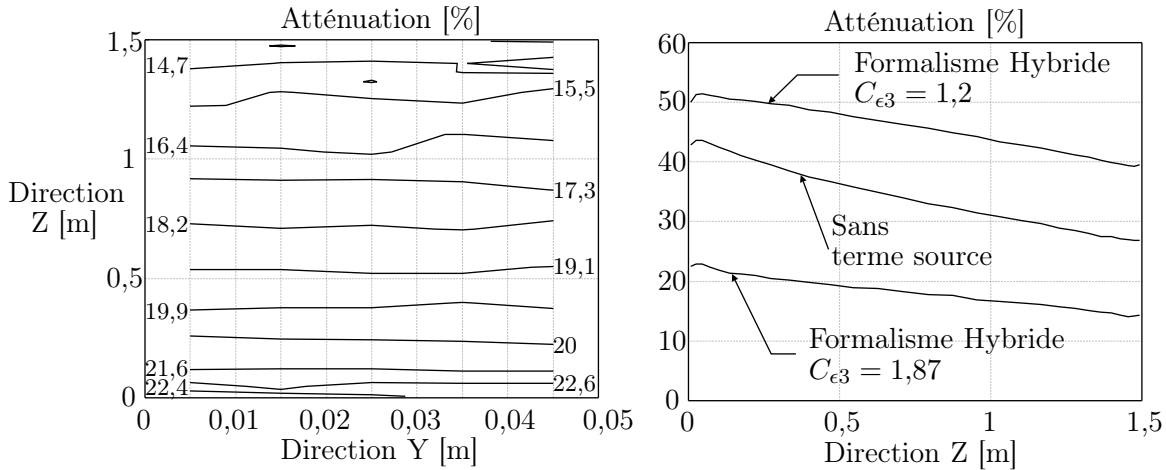 Atténuation [%]
1,5
14,7
15,5
16,4
1
Direction
Z [m]
17,3
18,2
19,1
0,5
19,9
20
21,6
22,4
22,6
0
0
0,01
0,02
0,03
0,04
0,05
Direction Y [m]
Atténuation [%]
60
50
40
30
20
10
0
Formalisme Hybride
Cϵ3 = 1,2
Sans
terme source
Formalisme Hybride
Cϵ3 = 1,87
0
0,5
1
1,5
Direction Z [m]